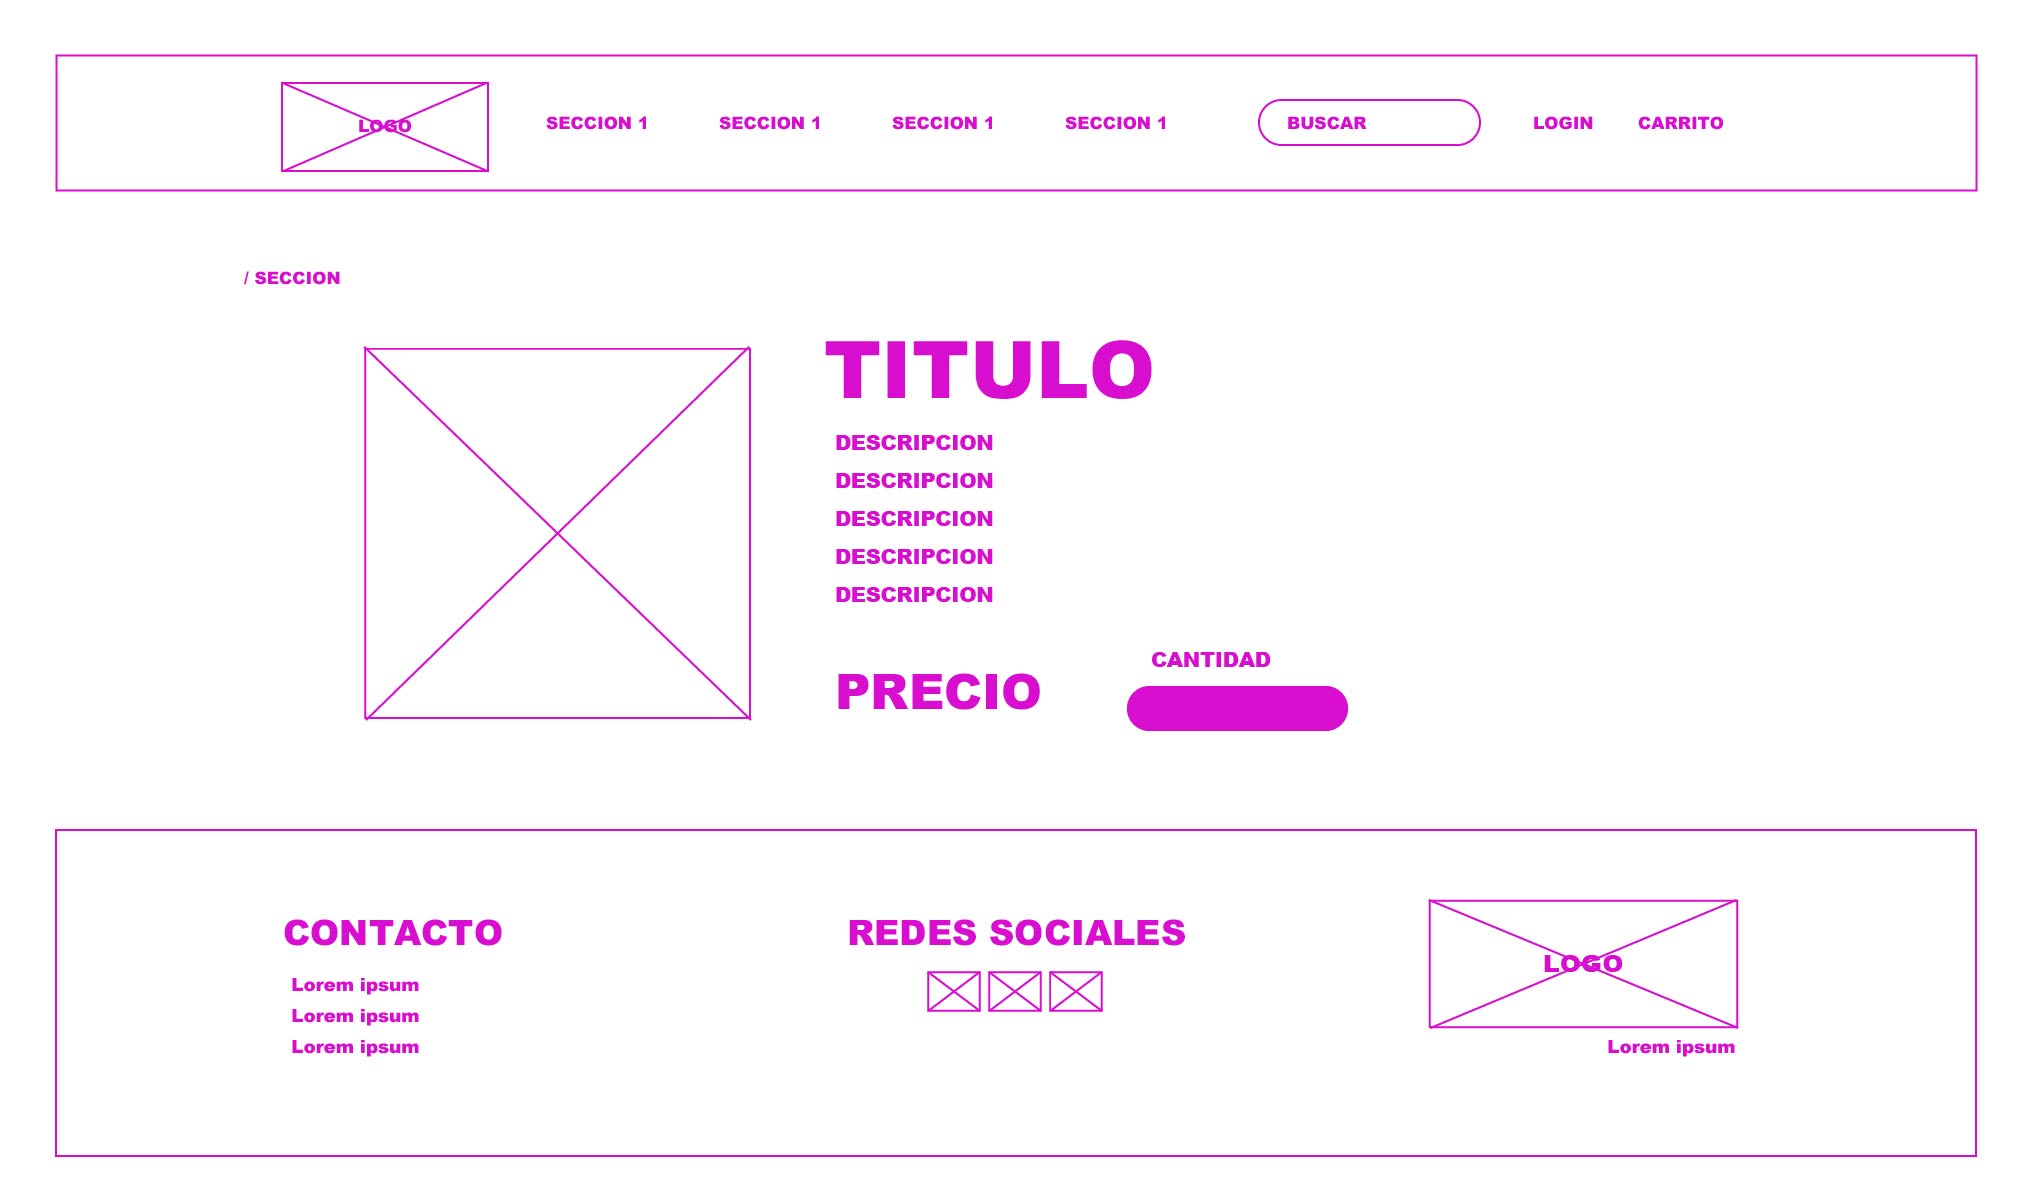 LOGO
SECCION 1
SECCION 1
SECCION 1
SECCION 1
BUSCAR
LOGIN
CARRITO
/ SECCION
TITULO
DESCRIPCION
DESCRIPCION
DESCRIPCION
DESCRIPCION
DESCRIPCION
PRECIO
CANTIDAD
CONTACTO
Lorem ipsum
Lorem ipsum
Lorem ipsum
REDES SOCIALES
LOGO
Lorem ipsum